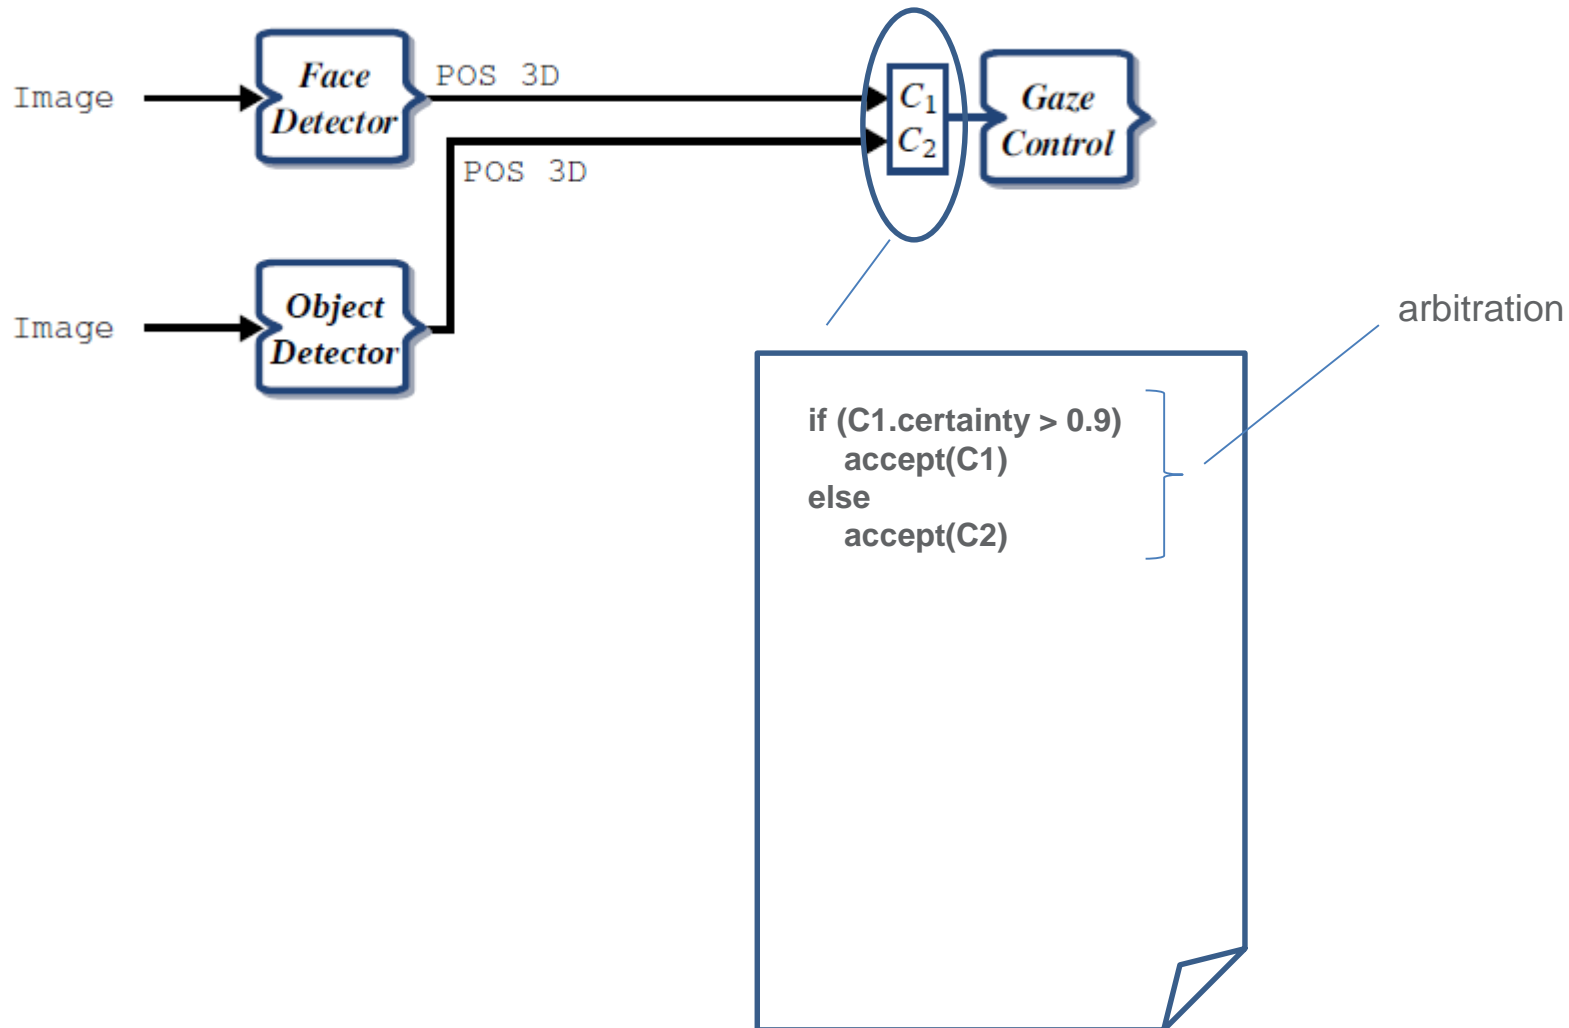 Image
Face
Detector
POS 3D
C₁
C₂
Gaze
Control
POS 3D
Image
Object
Detector
arbitration
if (C1.certainty > 0.9)
accept(C1)
else
accept(C2)